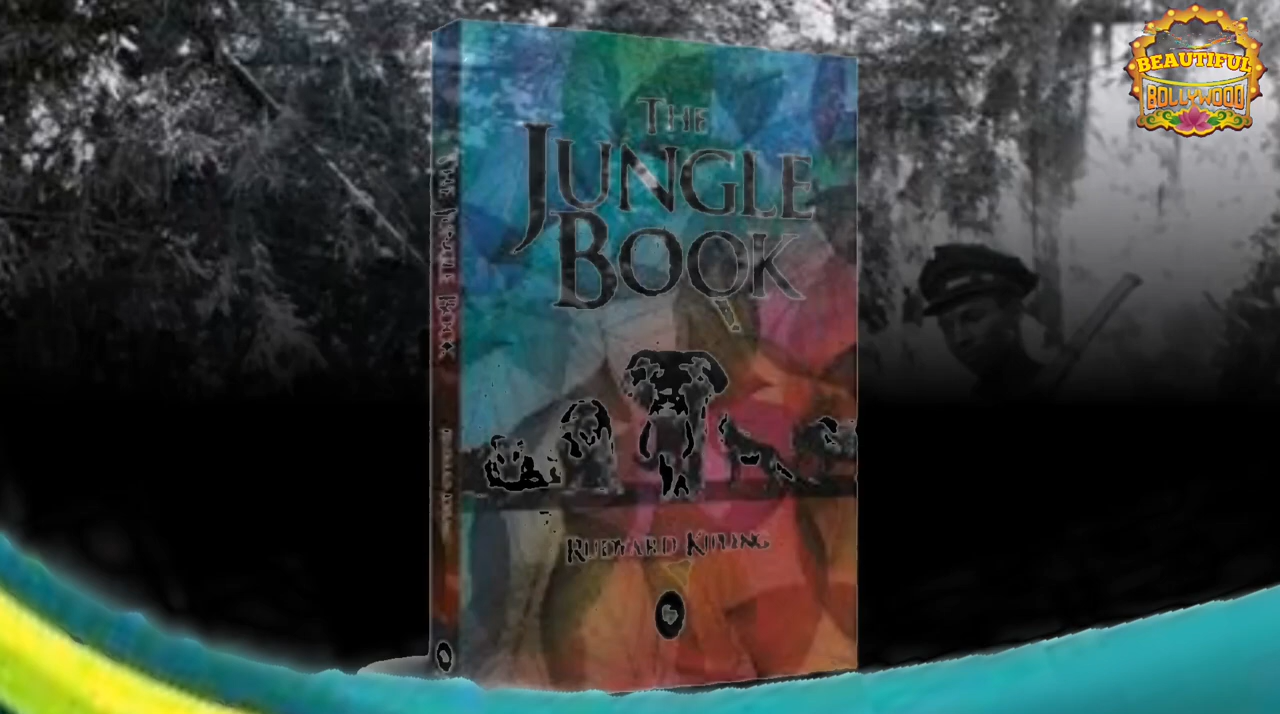 THE
JUNGLE
BOOK
RUDYARD KIPLING
THE JUNGLE BOOK
BEAUTIFUL
BOLLYWOOD